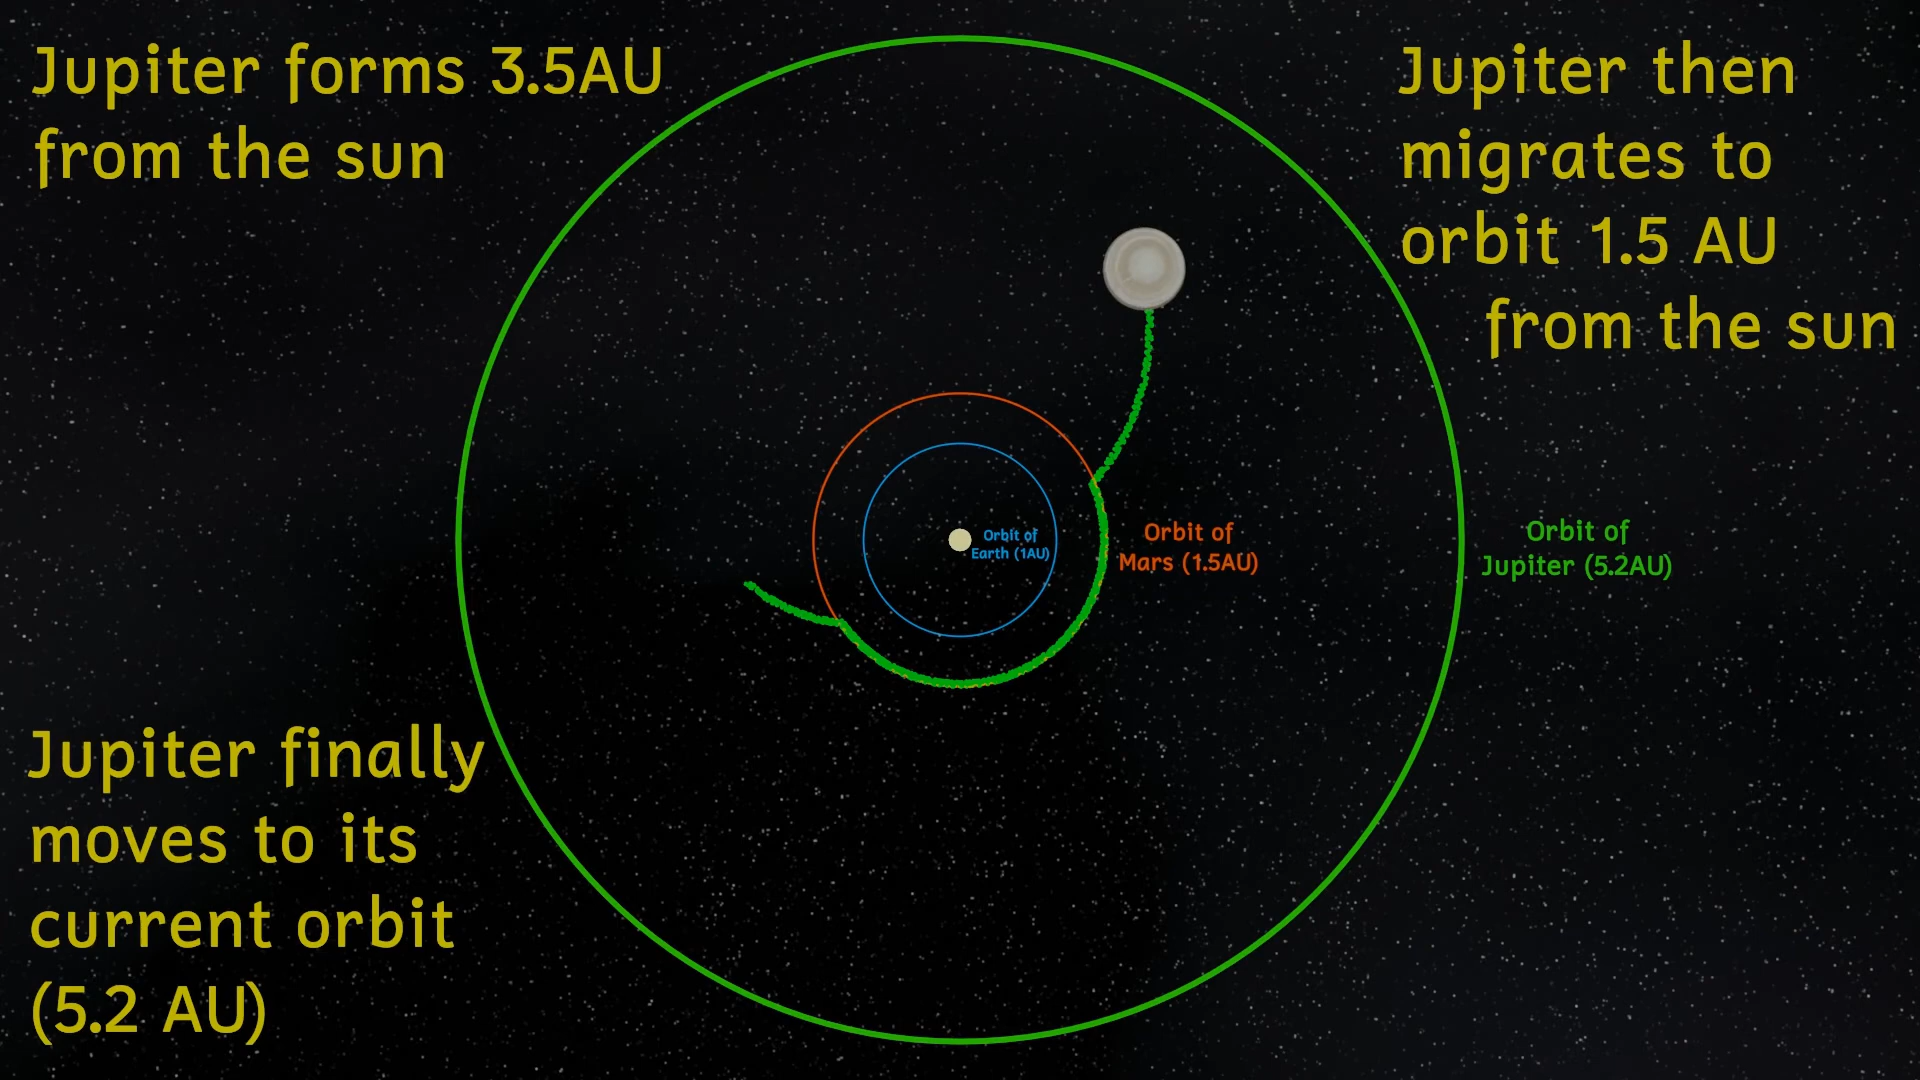 Jupiter forms 3.5AU
from the sun
Jupiter then
migrates to
orbit 1.5 AU
from the sun
Orbit of
Earth (1AU)
Orbit of
Mars (1.5AU)
Orbit of
Jupiter (5.2AU)
Jupiter finally
moves to its
current orbit
(5.2 AU)